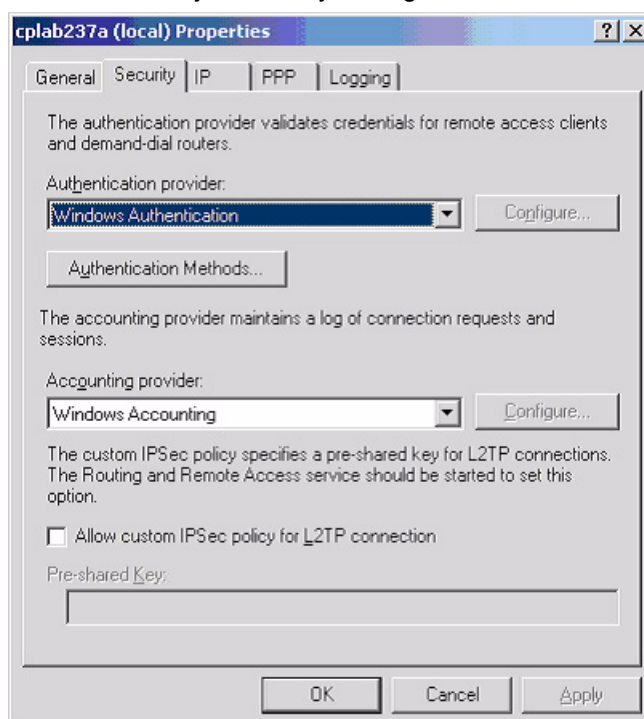 cplab237a (local) Properties
General Security IP PPP Logging
The authentication provider validates credentials for remote access clients
and demand-dial routers.
Authentication provider:
Windows Authentication Configure...
Authentication Methods...
The accounting provider maintains a log of connection requests and
sessions.
Accounting provider:
Windows Accounting Configure...
The custom IPSec policy specifies a pre-shared key for L2TP connections.
The Routing and Remote Access service should be started to set this
option.
Allow custom IPSec policy for L2TP connection
Pre-shared Key:
OK Cancel Apply